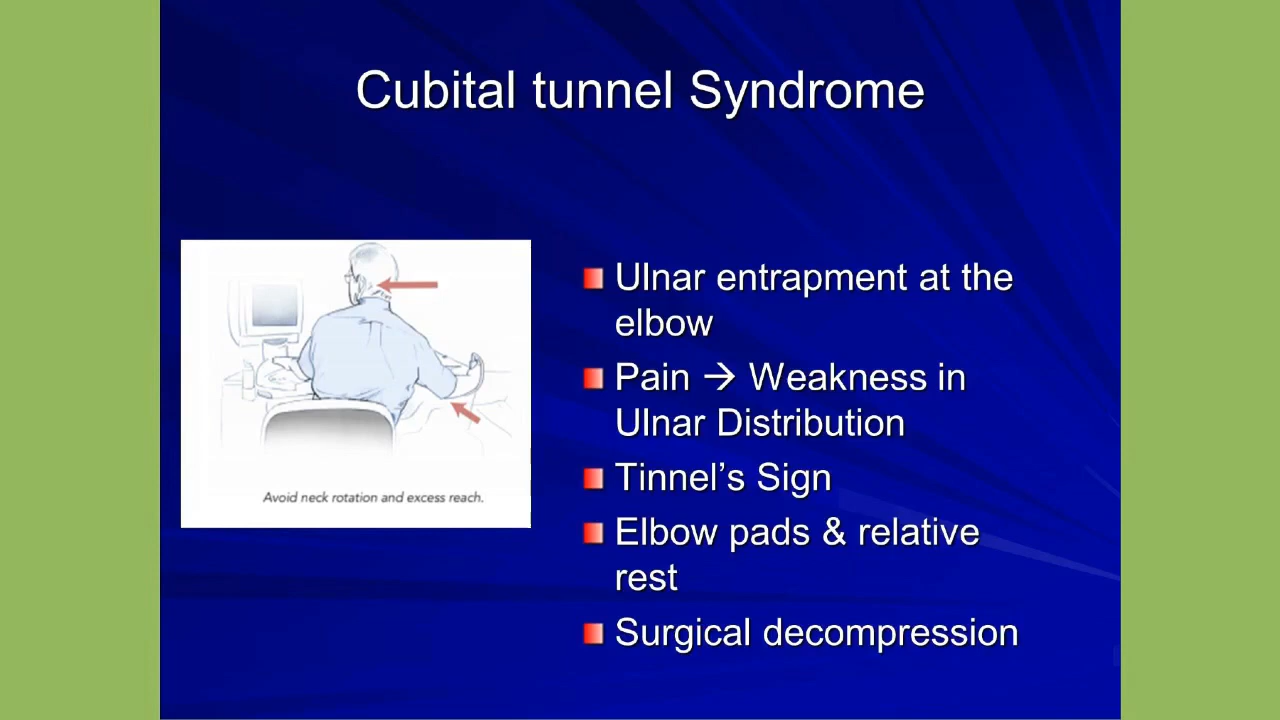 Cubital tunnel Syndrome
Avoid neck rotation and excess reach.
Ulnar entrapment at the
elbow
Pain → Weakness in
Ulnar Distribution
Tinnel’s Sign
Elbow pads & relative
rest
Surgical decompression